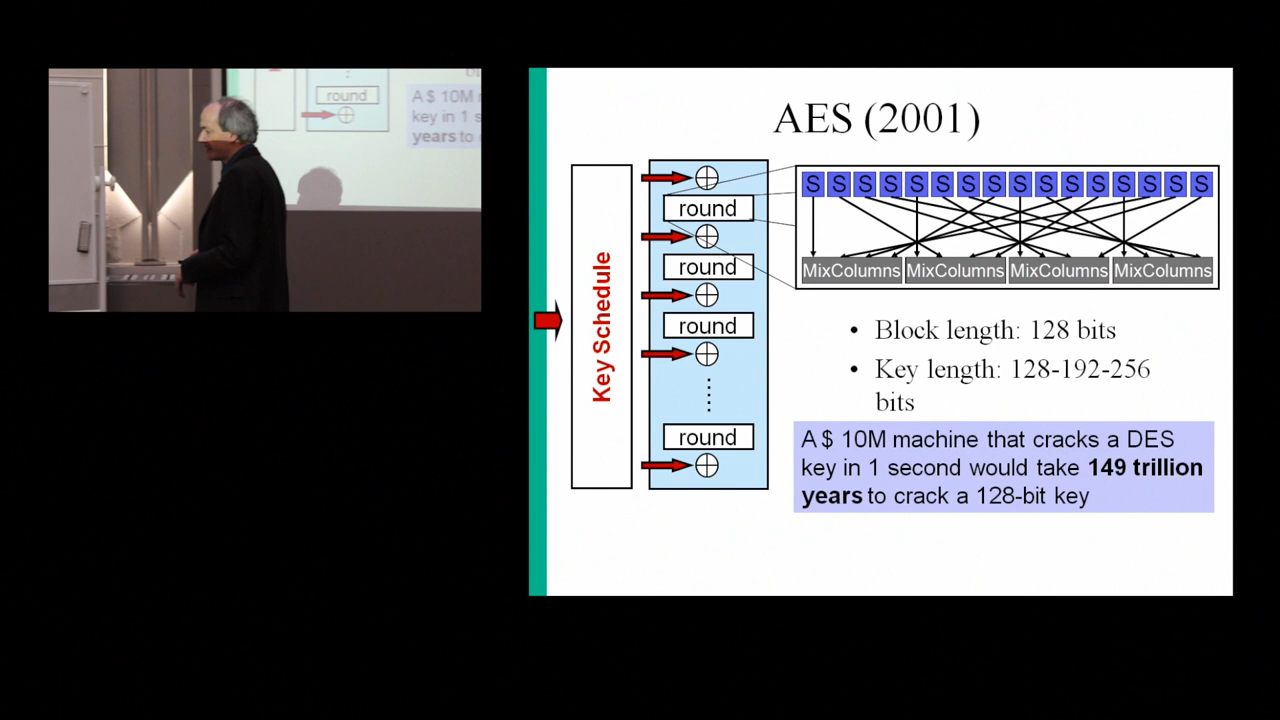 round
A $ 10M
key in 1 s
years to
AES (2001)
Key Schedule
round
round
round
round
S S S S S S S S S S S S S S S S
MixColumns MixColumns MixColumns MixColumns
• Block length: 128 bits
• Key length: 128-192-256
bits
A $ 10M machine that cracks a DES
key in 1 second would take 149 trillion
years to crack a 128-bit key